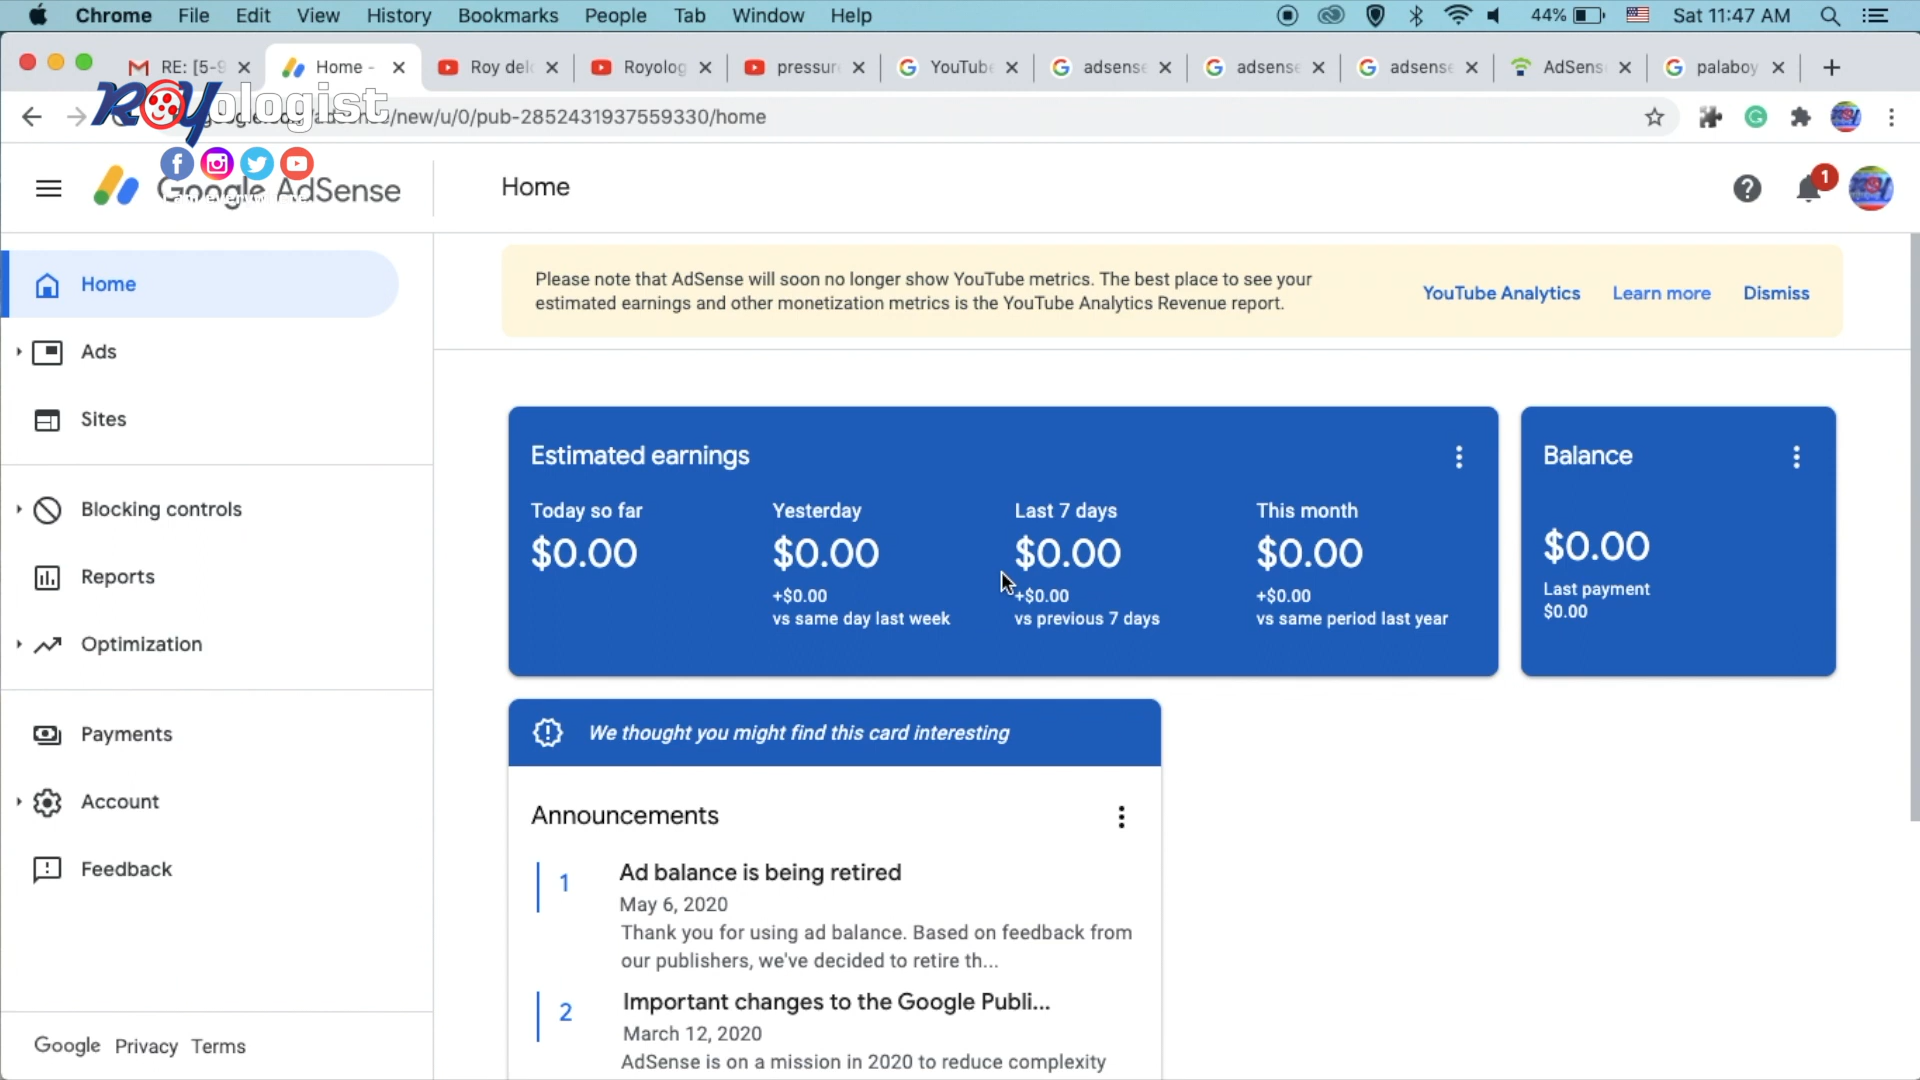 Chrome File Edit View History Bookmarks People Tab Window Help 44% Sat 11:47 AM
RE: [5-9 Home - Roy del Royolog pressur YouTube adsense adsense adsense AdSens palaboy
/new/u/0/pub-2852431937559330/home
Royologist
Google AdSense
Home
1
Home
Ads
Sites
Blocking controls
Reports
Optimization
Payments
Account
Feedback
Google Privacy Terms
Please note that AdSense will soon no longer show YouTube metrics. The best place to see your
estimated earnings and other monetization metrics is the YouTube Analytics Revenue report.
YouTube Analytics Learn more Dismiss
Estimated earnings
Today so far
$0.00
Yesterday
$0.00
+$0.00
vs same day last week
Last 7 days
$0.00
+$0.00
vs previous 7 days
This month
$0.00
+$0.00
vs same period last year
Balance
$0.00
Last payment
$0.00
We thought you might find this card interesting
Announcements
1
Ad balance is being retired
May 6, 2020
Thank you for using ad balance. Based on feedback from
our publishers, we've decided to retire th...
2
Important changes to the Google Publi...
March 12, 2020
AdSense is on a mission in 2020 to reduce complexity